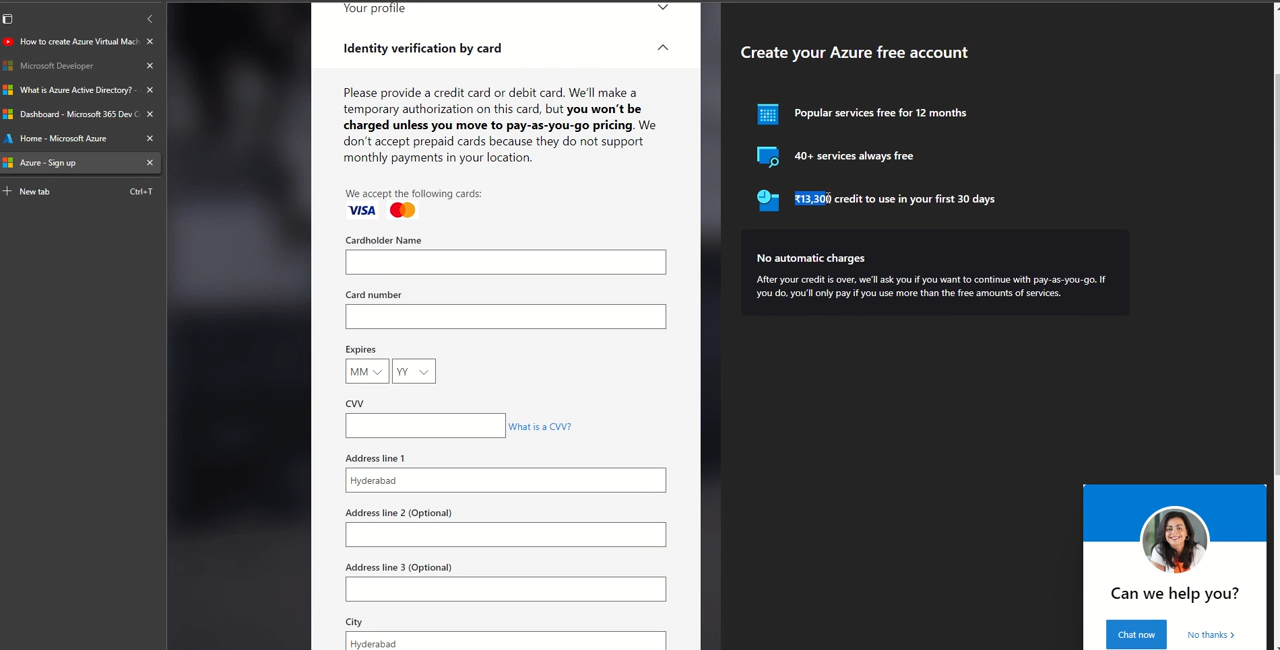 How to create Azure Virtual Mach
Microsoft Developer
What is Azure Active Directory? -
Dashboard - Microsoft 365 Dev C
Home - Microsoft Azure
Azure - Sign up
New tab Ctrl+T
Your profile
Identity verification by card
Please provide a credit card or debit card. We'll make a
temporary authorization on this card, but you won't be
charged unless you move to pay-as-you-go pricing. We
don't accept prepaid cards because they do not support
monthly payments in your location.
We accept the following cards:
VISA
Cardholder Name
Card number
Expires
MM YY
CVV
What is a CVV?
Address line 1
Hyderabad
Address line 2 (Optional)
Address line 3 (Optional)
City
Hyderabad
Create your Azure free account
Popular services free for 12 months
40+ services always free
₹13,300 credit to use in your first 30 days
No automatic charges
After your credit is over, we'll ask you if you want to continue with pay-as-you-go. If
you do, you'll only pay if you use more than the free amounts of services.
Can we help you?
Chat now
No thanks